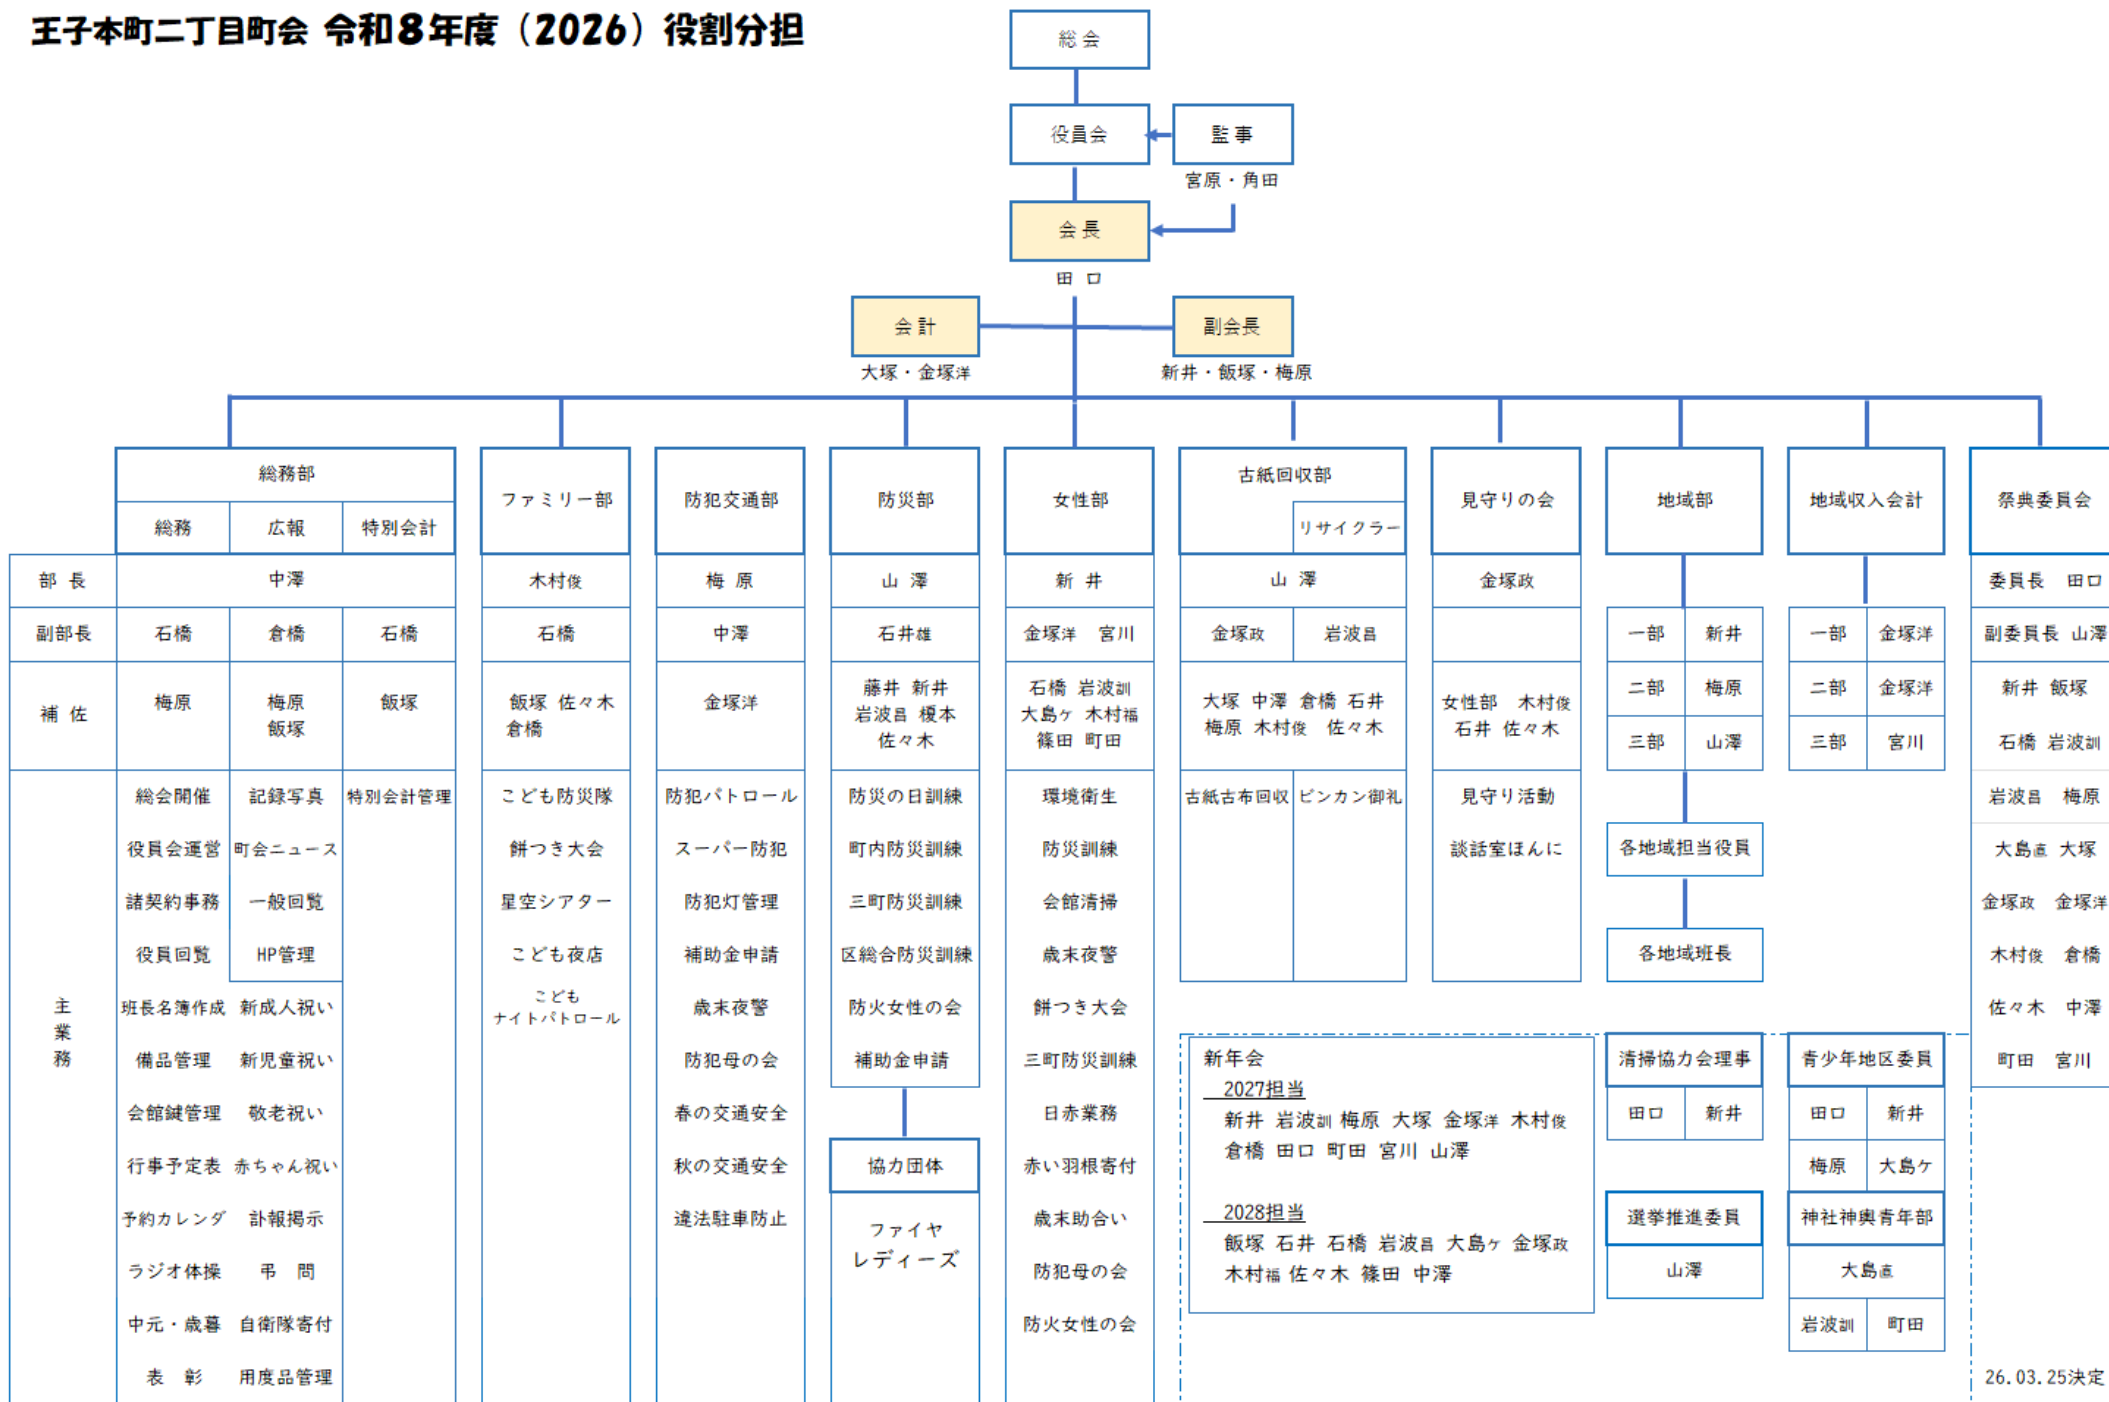 王子本町二丁目町会 令和8年度（2026）役割分担
総 会
役員会
監 事
宮原・角田
会 長
田 口
会 計
副会長
大塚・金塚洋
新井・飯塚・梅原
総務部
総務 広報 特別会計
ファミリー部
防犯交通部
防災部
女性部
古紙回収部
リサイクラー
見守りの会
地域部
地域収入会計
祭典委員会
部 長
中澤
木村俊
梅 原
山 澤
新 井
山 澤
金塚政
委員長 田口
副部長
石橋 倉橋 石橋
石橋
中澤
石井雄
金塚洋 宮川
金塚政 岩波昌
一部 新井
一部 金塚洋
副委員長 山澤
補 佐
梅原
梅原
飯塚
飯塚
飯塚 佐々木
倉橋
金塚洋
藤井 新井
岩波昌 榎本
佐々木
石橋 岩波訓
大島ケ 木村福
篠田 町田
大塚 中澤 倉橋 石井
梅原 木村俊 佐々木
女性部 木村俊
石井 佐々木
二部 梅原
三部 山澤
二部 金塚洋
三部 宮川
新井 飯塚
石橋 岩波訓
岩波昌 梅原
大島直 大塚
金塚政 金塚洋
木村俊 倉橋
佐々木 中澤
町田 宮川
主
業
務
総会開催
役員会運営
諸契約事務
役員回覧
班長名簿作成
備品管理
会館鍵管理
行事予定表
予約カレンダ
ラジオ体操
中元・歳暮
表 彰
記録写真
町会ニュース
一般回覧
HP管理
新成人祝い
新児童祝い
敬老祝い
赤ちゃん祝い
訃報掲示
弔 問
自衛隊寄付
用度品管理
特別会計管理
こども防災隊
餅つき大会
星空シアター
こども夜店
こども
ナイトパトロール
防犯パトロール
スーパー防犯
防犯灯管理
補助金申請
歳末夜警
防犯母の会
春の交通安全
秋の交通安全
違法駐車防止
防災の日訓練
町内防災訓練
三町防災訓練
区総合防災訓練
防火女性の会
補助金申請
協力団体
ファイヤ
レディーズ
環境衛生
防災訓練
会館清掃
歳末夜警
餅つき大会
三町防災訓練
日赤業務
赤い羽根寄付
歳末助合い
防犯母の会
防火女性の会
古紙古布回収
ビンカン御礼
見守り活動
談話室ほんに
各地域担当役員
各地域班長
新年会
2027担当
新井 岩波訓 梅原 大塚 金塚洋 木村俊
倉橋 田口 町田 宮川 山澤
2028担当
飯塚 石井 石橋 岩波昌 大島ケ 金塚政
木村福 佐々木 篠田 中澤
清掃協力会理事
田口 新井
選挙推進委員
山澤
青少年地区委員
田口 新井
梅原 大島ケ
神社神輿青年部
大島直
岩波訓 町田
26.03.25決定